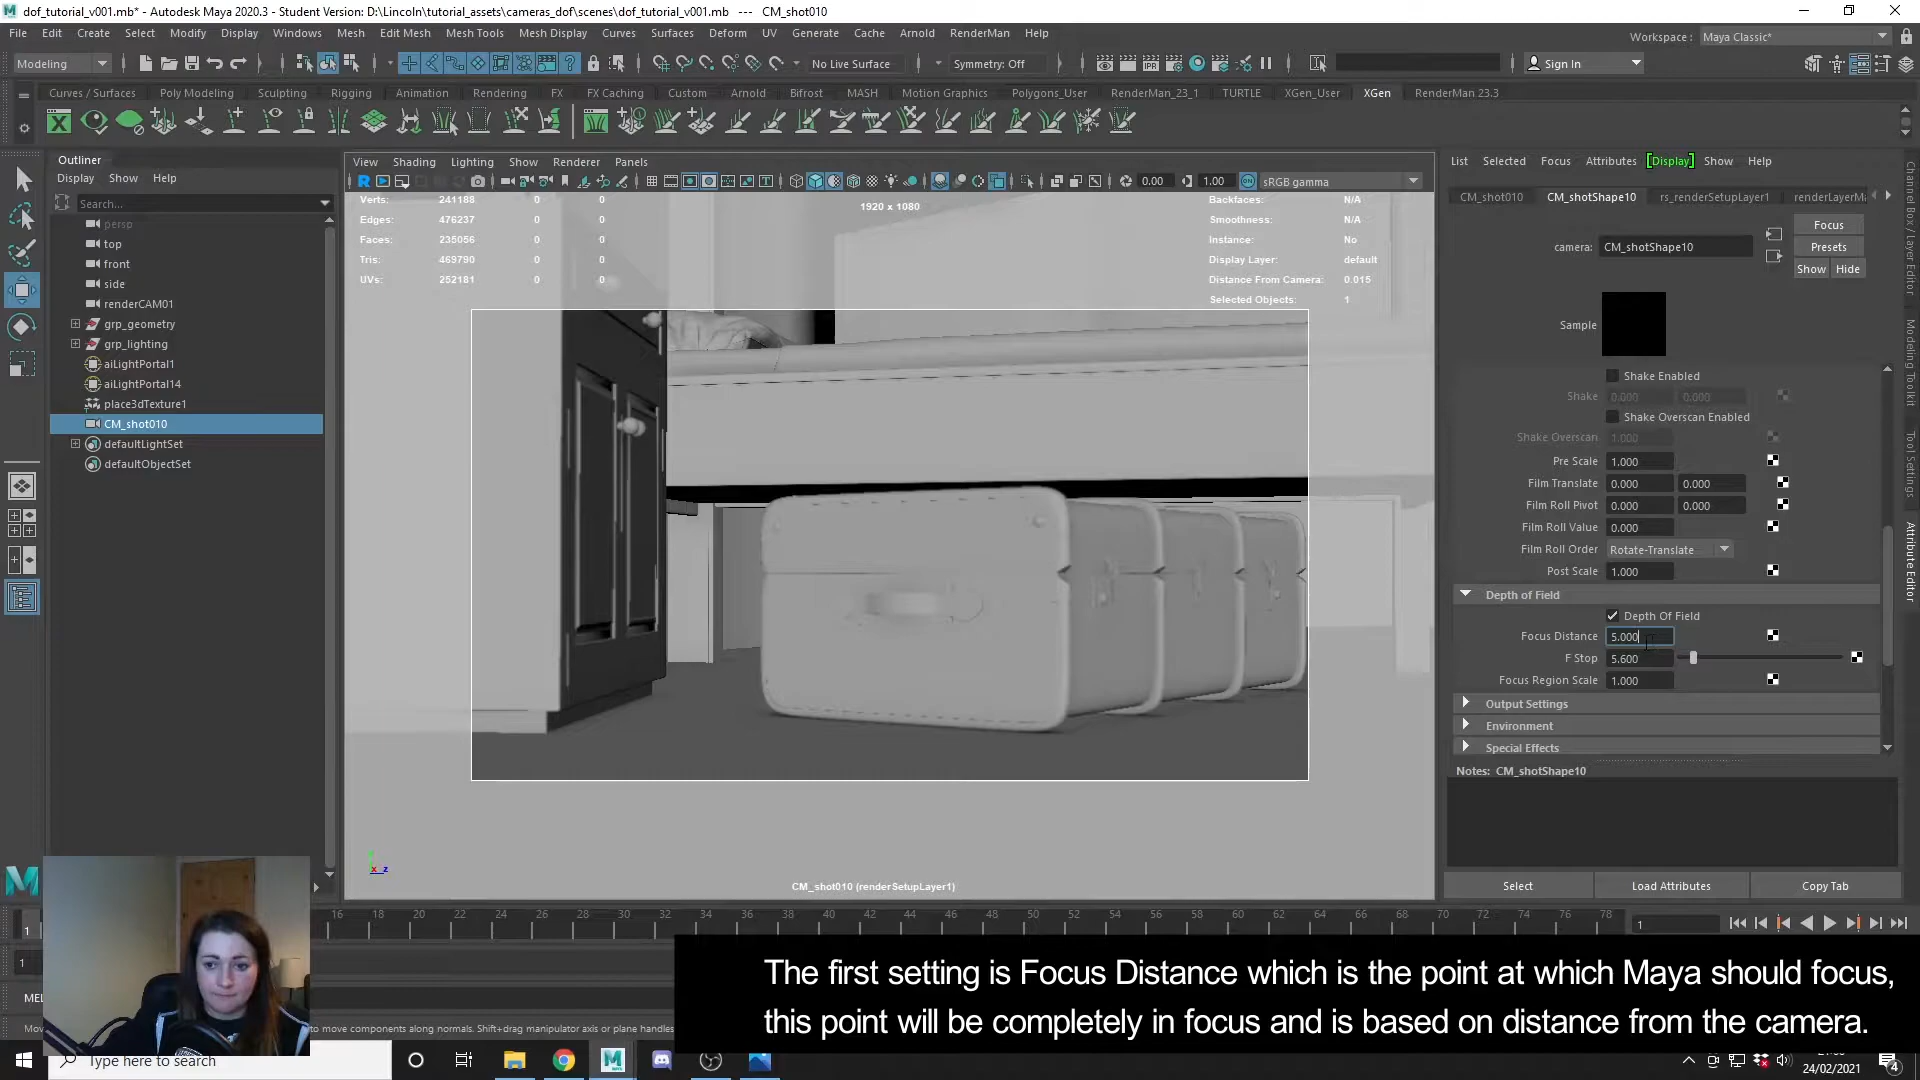 dof_tutorial_v001.mb* - Autodesk Maya 2020.3 - Student Version: D:\Lincoln\tutorial_assets\cameras_dof\scenes\dof_tutorial_v001.mb --- CM_shot010
File Edit Create Select Modify Display Windows Mesh Edit Mesh Mesh Tools Mesh Display Curves Surfaces Deform UV Generate Cache Arnold RenderMan Help
Workspace : Maya Classic*
Modeling No Live Surface Symmetry: Off Sign In
Curves / Surfaces Poly Modeling Sculpting Rigging Animation Rendering FX FX Caching Custom Arnold Bifrost MASH Motion Graphics Polygons_User RenderMan_23_1 TURTLE XGen_User XGen RenderMan 23.3
Outliner
Display Show Help
Search...
persp
top
front
side
renderCAM01
grp_geometry
grp_lighting
aiLightPortal1
aiLightPortal14
place3dTexture1
CM_shot010
defaultLightSet
defaultObjectSet
View Shading Lighting Show Renderer Panels
0.00 1.00 sRGB gamma
Verts: 241188 0 0
Edges: 476237 0 0
Faces: 235056 0 0
Tris: 469790 0 0
UVs: 252181 0 0
1920 x 1080
Backfaces: N/A
Smoothness: N/A
Instance: No
Display Layer: default
Distance From Camera: 0.015
Selected Objects: 1
CM_shot010 (renderSetupLayer1)
List Selected Focus Attributes [Display] Show Help
CM_shot010 CM_shotShape10 rs_renderSetupLayer1 renderLayerM
Focus
camera: CM_shotShape10
Presets
Show Hide
Sample
Shake Enabled
Shake 0.000 0.000
Shake Overscan Enabled
Shake Overscan 1.000
Pre Scale 1.000
Film Translate 0.000 0.000
Film Roll Pivot 0.000 0.000
Film Roll Value 0.000
Film Roll Order Rotate-Translate
Post Scale 1.000
Depth of Field
Depth Of Field
Focus Distance 5.000
F Stop 5.600
Focus Region Scale 1.000
Output Settings
Environment
Special Effects
Notes: CM_shotShape10
Select Load Attributes Copy Tab
Channel Box / Layer Editor
Modeling Toolkit
Tool Settings
Attribute Editor
1 16 18 20 22 24 26 28 30 32 34 36 38 40 42 44 46 48 50 52 54 56 58 60 62 64 66 68 70 72 74 76 78 1
1
MEL
to move components along normals. Shift+drag manipulator axis or plane handles
The first setting is Focus Distance which is the point at which Maya should focus,
this point will be completely in focus and is based on distance from the camera.
Type here to search
24/02/2021
4